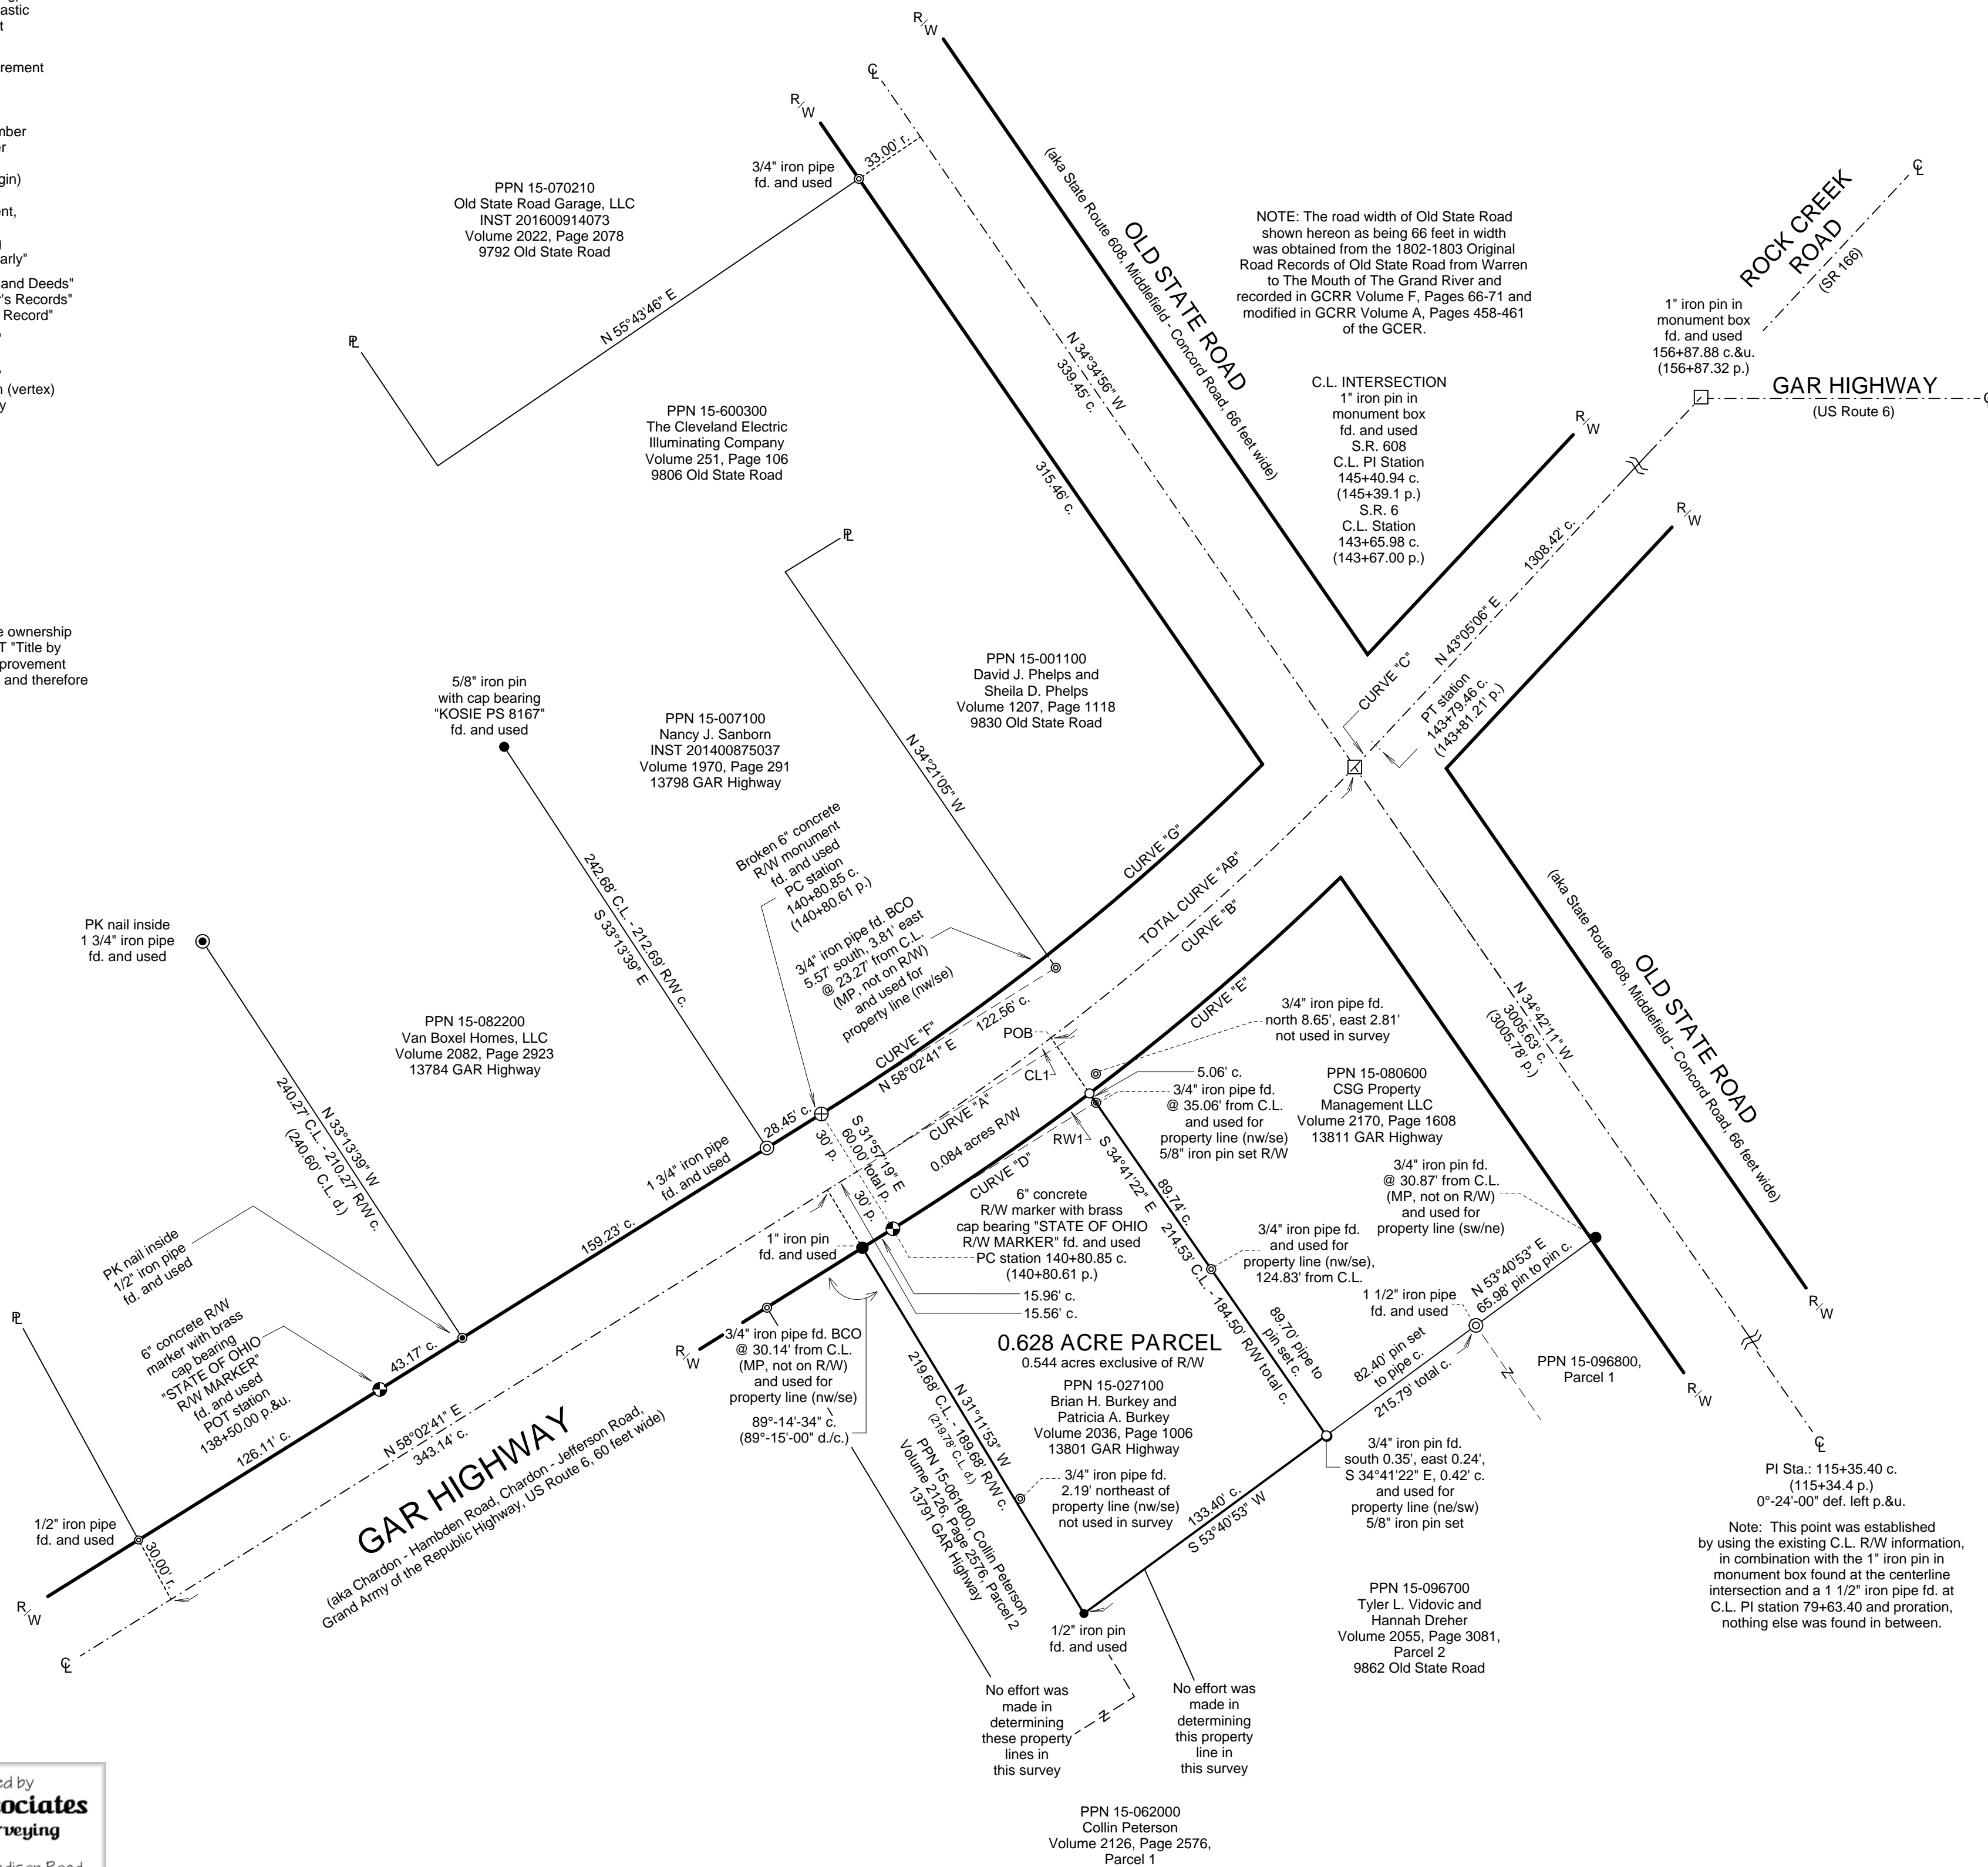 astic
t
rement
mber
er
gin)
ent,
g
arly"
and Deeds"
r's Records"
Record"
n (vertex)
y
e ownership
T "Title by
provement
and therefore
ed by
ociates
rveying
dison Road
R/W
C/L
R/W
3/4" iron pipe
fd. and used
33.00' r.
PPN 15-070210
Old State Road Garage, LLC
INST 201600914073
Volume 2022, Page 2078
9792 Old State Road
N 55°43'46" E
PL
PPN 15-600300
The Cleveland Electric
Illuminating Company
Volume 251, Page 106
9806 Old State Road
OLD STATE ROAD
(aka State Route 608, Middlefield - Concord Road, 66 feet wide)
N 34°34'56" W
339.45' c.
315.46' c.
NOTE: The road width of Old State Road
shown hereon as being 66 feet in width
was obtained from the 1802-1803 Original
Road Records of Old State Road from Warren
to The Mouth of The Grand River and
recorded in GCRR Volume F, Pages 66-71 and
modified in GCRR Volume A, Pages 458-461
of the GCER.
ROCK CREEK
ROAD
(SR 166)
C/L
1" iron pin in
monument box
fd. and used
156+87.88 c.&u.
(156+87.32 p.)
GAR HIGHWAY
(US Route 6)
C.L. INTERSECTION
1" iron pin in
monument box
fd. and used
S.R. 608
C.L. PI Station
145+40.94 c.
(145+39.1 p.)
S.R. 6
C.L. Station
143+65.98 c.
(143+67.00 p.)
R/W
R/W
1308.42' c.
N 43°05'06" E
CURVE "C"
PT station
143+79.46 c.
(143+81.21' p.)
PL
PPN 15-001100
David J. Phelps and
Sheila D. Phelps
Volume 1207, Page 1118
9830 Old State Road
N 34°21'05" W
5/8" iron pin
with cap bearing
"KOSIE PS 8167"
fd. and used
PPN 15-007100
Nancy J. Sanborn
INST 201400875037
Volume 1970, Page 291
13798 GAR Highway
242.68' C.L. - 212.69' R/W c.
S 33°13'39" E
Broken 6" concrete
R/W monument
fd. and used
PC station
140+80.85 c.
(140+80.61 p.)
3/4" iron pipe fd. BCO
5.57' south, 3.81' east
@ 23.27' from C.L.
(MP, not on R/W)
and used for
property line (nw/se)
CURVE "G"
TOTAL CURVE "AB"
CURVE "B"
CURVE "E"
CURVE "F"
122.56' c.
N 58°02'41" E
POB
CL1
CURVE "A"
0.084 acres R/W
CURVE "D"
RW1
PK nail inside
1 3/4" iron pipe
fd. and used
PPN 15-082200
Van Boxel Homes, LLC
Volume 2082, Page 2923
13784 GAR Highway
N 33°13'39" W
240.27' C.L. - 210.27' R/W c.
(240.60' C.L. d.)
28.45' c.
1 3/4" iron pipe
fd. and used
159.23' c.
30' p.
S 31°57'19" E
60.00' total p.
30' p.
3/4" iron pipe fd.
north 8.65', east 2.81'
not used in survey
5.06' c.
3/4" iron pipe fd.
@ 35.06' from C.L.
and used for
property line (nw/se)
5/8" iron pin set R/W
PPN 15-080600
CSG Property
Management LLC
Volume 2170, Page 1608
13811 GAR Highway
3/4" iron pin fd.
@ 30.87' from C.L.
(MP, not on R/W)
and used for
property line (sw/ne)
N 34°42'11" W
3005.63' c.
(3005.78' p.)
OLD STATE ROAD
(aka State Route 608, Middlefield - Concord Road, 66 feet wide)
1" iron pin
fd. and used
6" concrete
R/W marker with brass
cap bearing "STATE OF OHIO
R/W MARKER" fd. and used
PC station 140+80.85 c.
(140+80.61 p.)
15.96' c.
15.56' c.
S 34°41'22" E
89.74' c.
214.53' C.L. - 184.50' R/W total c.
89.70' pipe to
pin set c.
3/4" iron pipe fd.
and used for
property line (nw/se),
124.83' from C.L.
1 1/2" iron pipe
fd. and used
N 53°40'53" E
65.98' pin to pin c.
82.40' pin set
to pipe c.
215.79' total c.
PPN 15-096800,
Parcel 1
R/W
R/W
C/L
PK nail inside
1/2" iron pipe
fd. and used
PL
6" concrete R/W
marker with brass
cap bearing
"STATE OF OHIO
R/W MARKER"
fd. and used
POT station
138+50.00 p.&u.
43.17' c.
126.11' c.
1/2" iron pipe
fd. and used
30.00' r.
R/W
C/L
N 58°02'41" E
343.14' c.
GAR HIGHWAY
(aka Chardon - Hambden Road, Chardon - Jefferson Road,
Grand Army of the Republic Highway, US Route 6, 60 feet wide)
R/W
3/4" iron pipe fd. BCO
@ 30.14' from C.L.
(MP, not on R/W)
and used for
property line (nw/se)
89°-14'-34" c.
(89°-15'-00" d./c.)
0.628 ACRE PARCEL
0.544 acres exclusive of R/W
PPN 15-027100
Brian H. Burkey and
Patricia A. Burkey
Volume 2036, Page 1006
13801 GAR Highway
N 31°11'53" W
219.68' C.L. - 189.68' R/W c.
(219.78' C.L. d.)
PPN 15-061800, Collin Peterson
Volume 2126, Page 2576, Parcel 2
13791 GAR Highway
3/4" iron pipe fd.
2.19' northeast of
property line (nw/se)
not used in survey
133.40' c.
S 53°40'53" W
3/4" iron pin fd.
south 0.35', east 0.24',
S 34°41'22" E, 0.42' c.
and used for
property line (ne/sw)
5/8" iron pin set
1/2" iron pin
fd. and used
No effort was
made in
determining
these property
lines in
this survey
No effort was
made in
determining
this property
line in
this survey
PPN 15-096700
Tyler L. Vidovic and
Hannah Dreher
Volume 2055, Page 3081,
Parcel 2
9862 Old State Road
PI Sta.: 115+35.40 c.
(115+34.4 p.)
0°-24'-00" def. left p.&u.
Note: This point was established
by using the existing C.L. R/W information,
in combination with the 1" iron pin in
monument box found at the centerline
intersection and a 1 1/2" iron pipe fd. at
C.L. PI station 79+63.40 and proration,
nothing else was found in between.
PPN 15-062000
Collin Peterson
Volume 2126, Page 2576,
Parcel 1